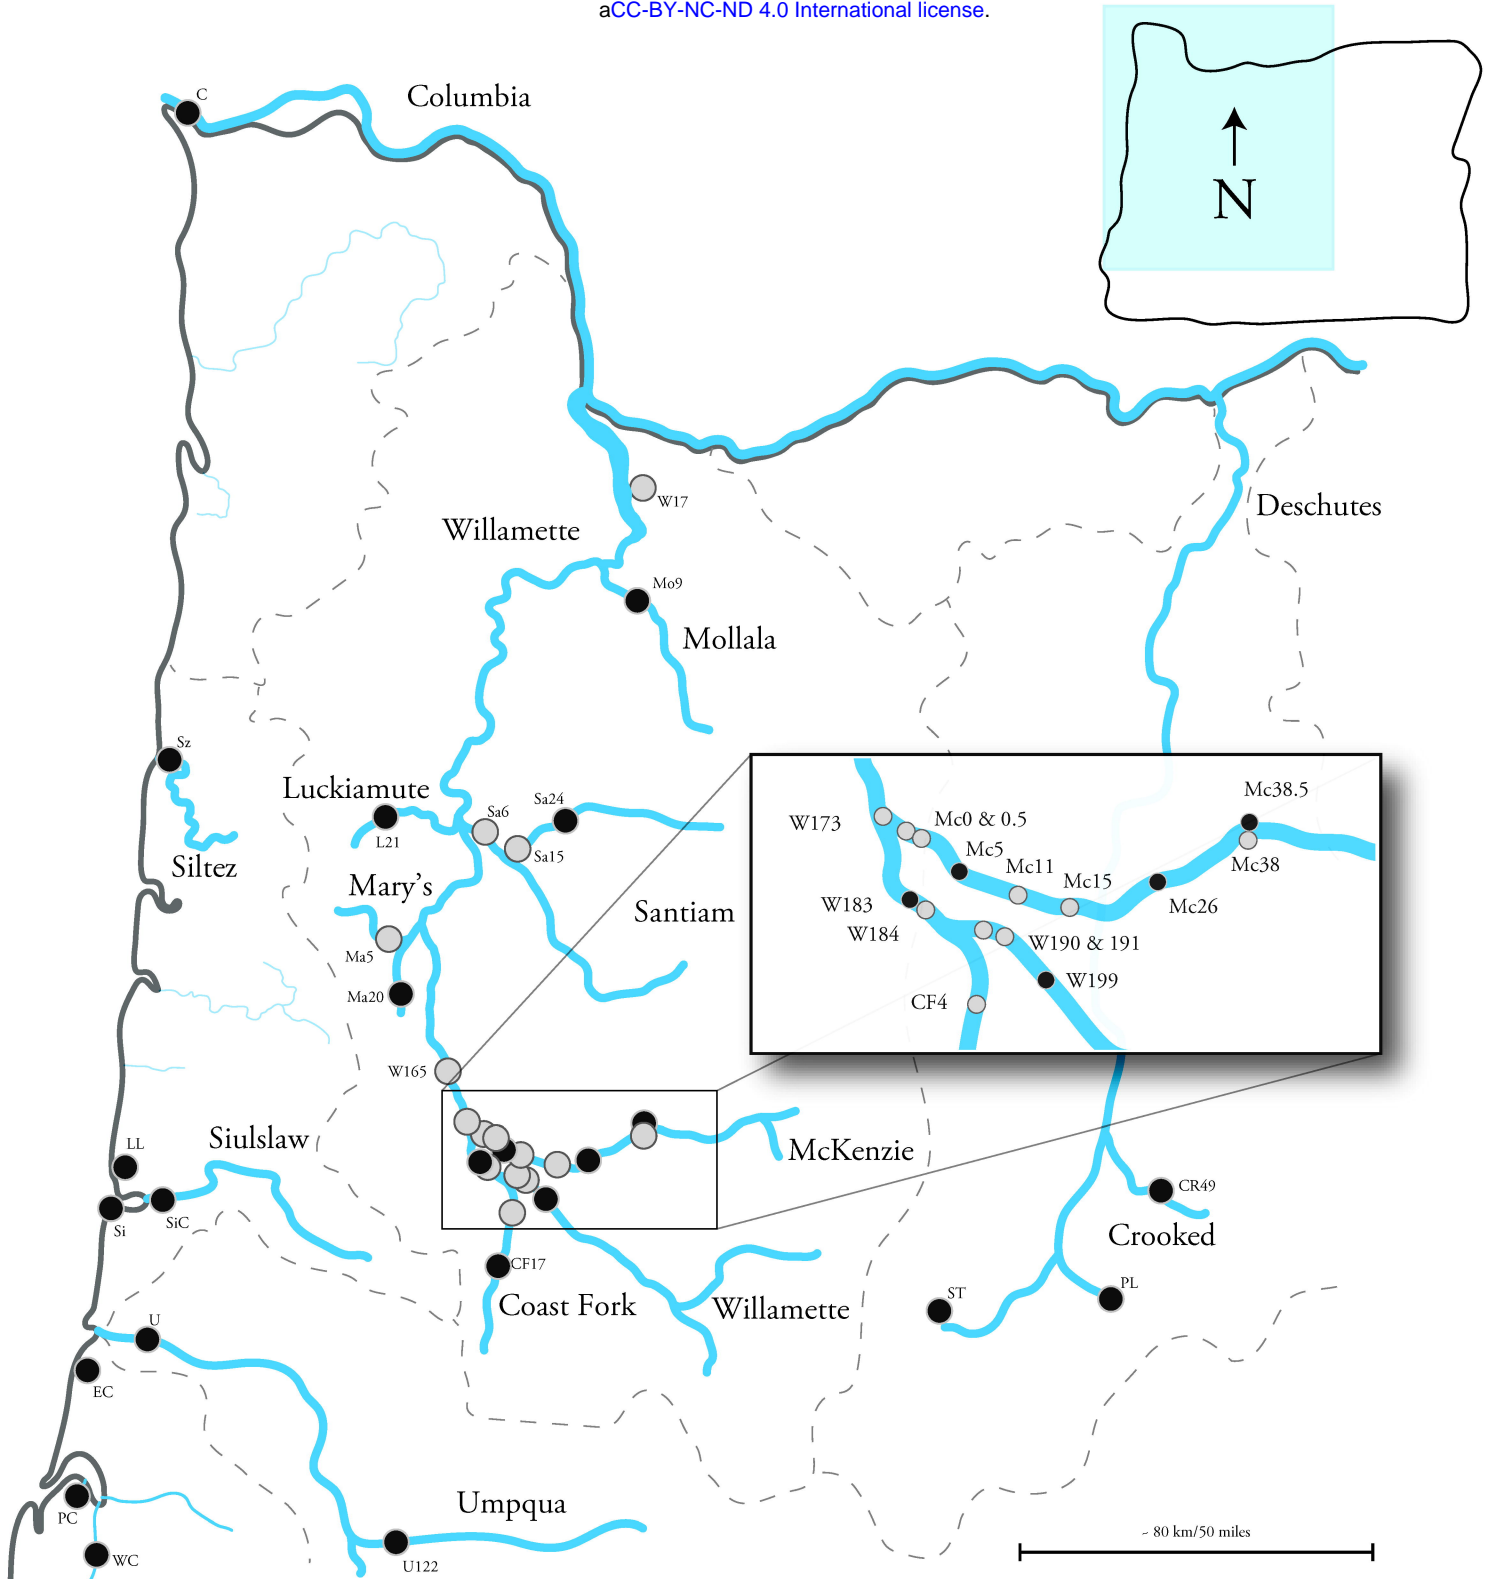 aCC-BY-NC-ND 4.0 International license.
C
Columbia
N
W17
Willamette
Deschutes
Mo9
Mollala
Sz
Luckiamute
Sa24
Sa6
L21
Sa15
Siltez
Mary's
Santiam
Ma5
Ma20
W165
Mc38.5
W173
Mc0 & 0.5
Mc5
Mc11
Mc38
Mc15
W183
Mc26
W184
W190 & 191
W199
CF4
LL
Siulslaw
McKenzie
CR49
SiC
Si
Crooked
CF17
PL
ST
Coast Fork
Willamette
U
EC
Umpqua
PC
~ 80 km/50 miles
WC
U122